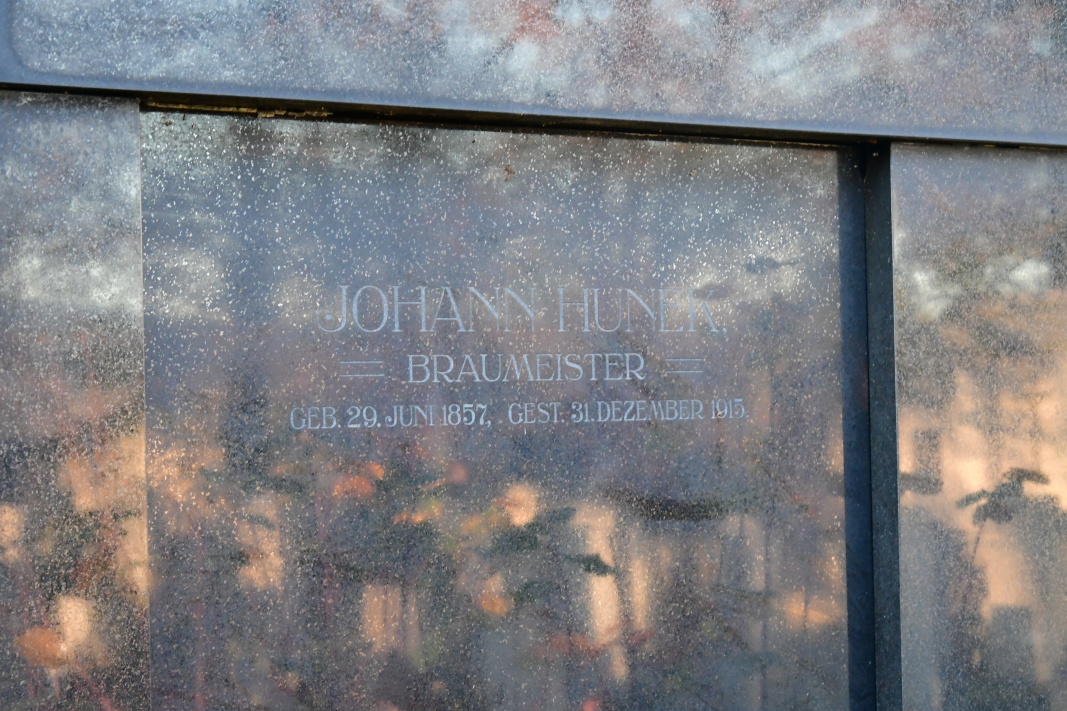 JOHANN HUNEK,
BRAUMEISTER
GEB. 29. JUNI 1857, GEST. 31. DEZEMBER 1915.